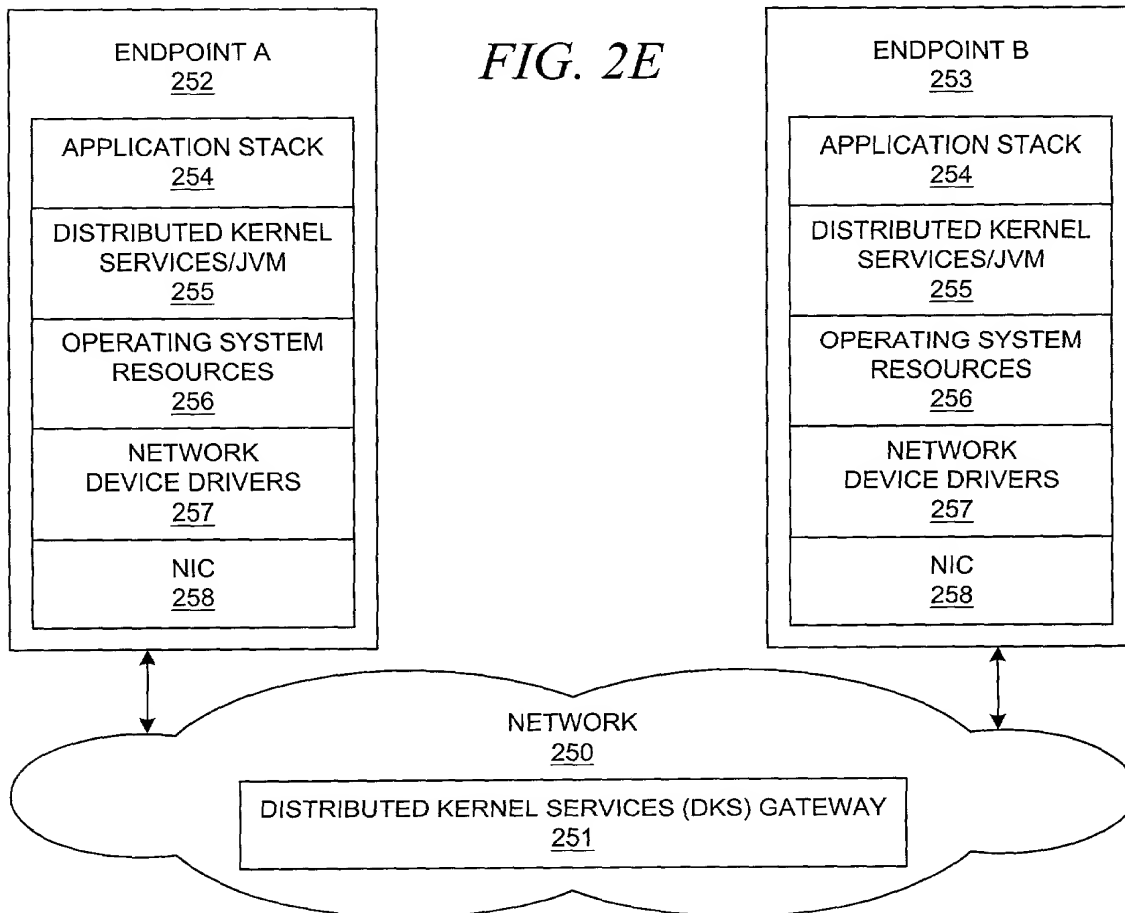 ENDPOINT A
252
APPLICATION STACK
254
DISTRIBUTED KERNEL
SERVICES/JVM
255
OPERATING SYSTEM
RESOURCES
256
NETWORK
DEVICE DRIVERS
257
NIC
258
FIG. 2E
ENDPOINT B
253
APPLICATION STACK
254
DISTRIBUTED KERNEL
SERVICES/JVM
255
OPERATING SYSTEM
RESOURCES
256
NETWORK
DEVICE DRIVERS
257
NIC
258
NETWORK
250
DISTRIBUTED KERNEL SERVICES (DKS) GATEWAY
251